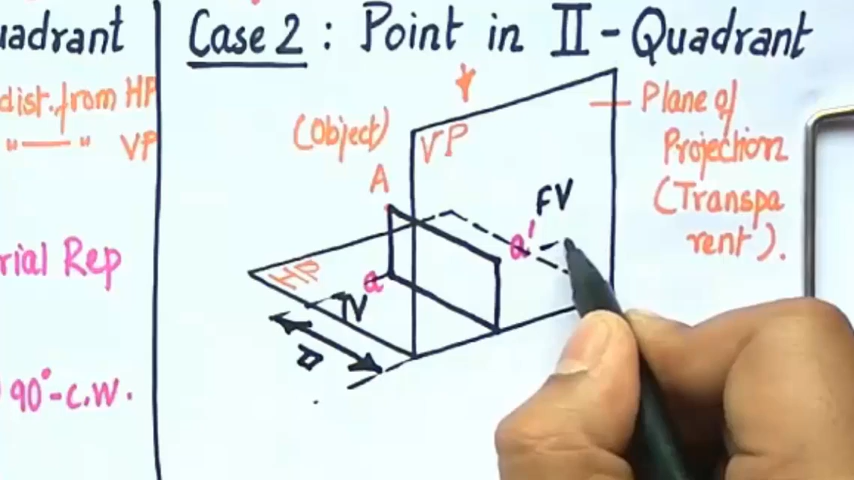 uadrant
dist. from HP
"—" VP
rial Rep
90°-C.W.
Case 2 : Point in II - Quadrant
(Object)
A
VP
Plane of
Projection
(Transpa
rent).
FV
a'
HP
a
TV
D